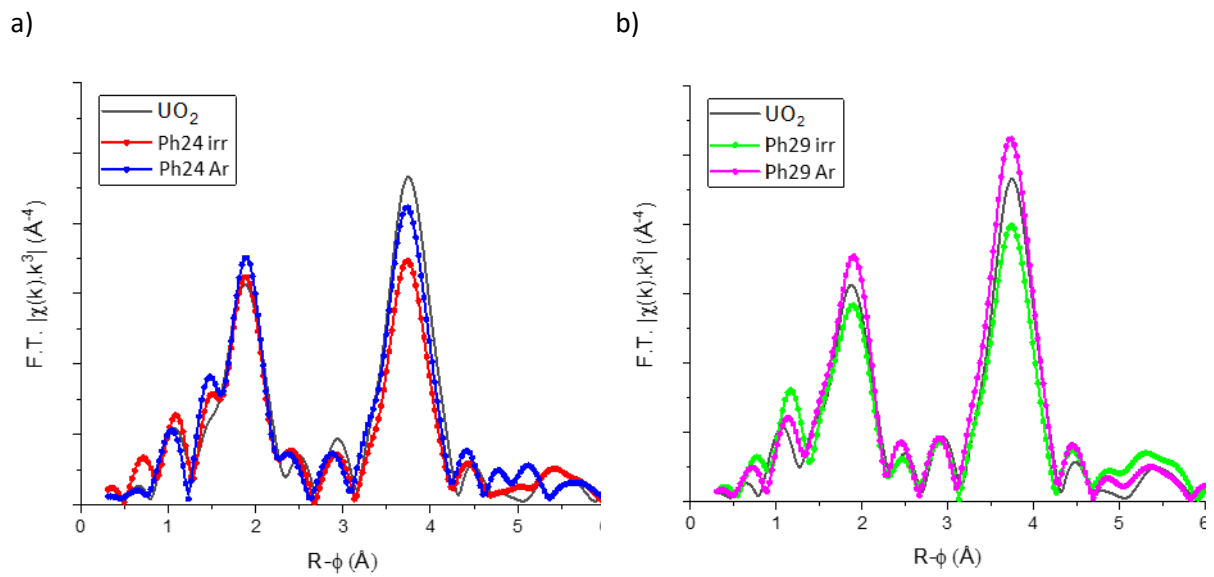 a)
UO2
Ph24 irr
Ph24 Ar
F.T. |χ(k).k³| (Å⁻⁴)
0 1 2 3 4 5
R-ϕ (Å)
b)
UO2
Ph29 irr
Ph29 Ar
F.T. |χ(k).k³| (Å⁻⁴)
0 1 2 3 4 5 6
R-ϕ (Å)